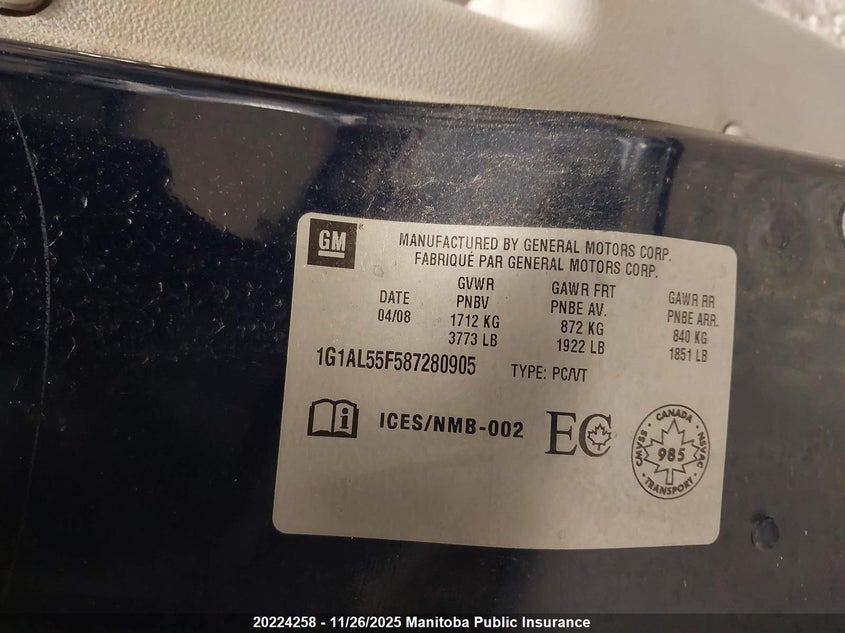 GM
MANUFACTURED BY GENERAL MOTORS CORP.
FABRIQUÉ PAR GENERAL MOTORS CORP.
DATE
04/08
GVWR
PNBV
1712 KG
3773 LB
GAWR FRT
PNBE AV.
872 KG
1922 LB
GAWR RR
PNBE ARR.
840 KG
1851 LB
1G1AL55F587280905 TYPE: PC/VT
i ICES/NMB-002 EC
CANADA
CMVSS
NSVAC
985
TRANSPORT
20224258 - 11/26/2025 Manitoba Public Insurance